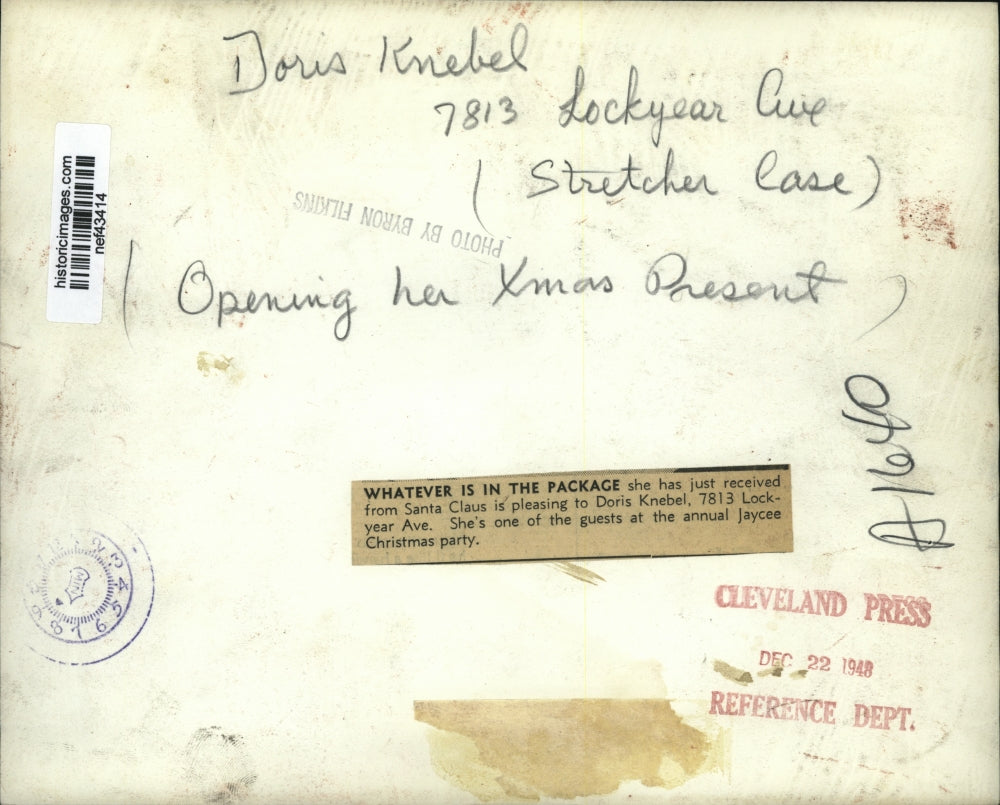 Doris Knebel
7813 Lockyear Ave
(Stretcher Case)
historicimages.com
nef43414
PHOTO BY BYRON FILKINS
(Opening her Xmas Present)
A-1640
WHATEVER IS IN THE PACKAGE she has just received
from Santa Claus is pleasing to Doris Knebel, 7813 Lock-
year Ave. She's one of the guests at the annual Jaycee
Christmas party.
CLEVELAND PRESS
DEC 22 1948
REFERENCE DEPT.